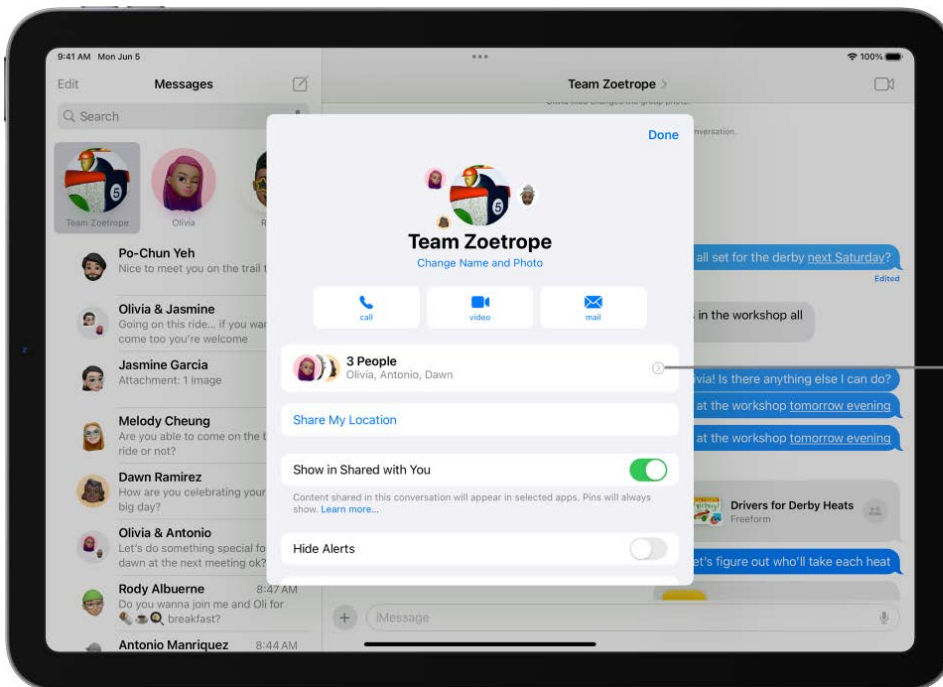 9:41 AM Mon Jun 5
100%
Edit
Messages
Search
Team Zoetrope
Olivia
Po-Chun Yeh
Nice to meet you on the trail
Olivia & Jasmine
Going on this ride... if you
come too you're welcome
Jasmine Garcia
Attachment: 1 Image
Melody Cheung
Are you able to come on the
ride or not?
Dawn Ramirez
How are you celebrating your
big day?
Olivia & Antonio
Let's do something special
dawn at the next meeting ok?
Rody Albuerne 8:47 AM
Do you wanna join me and Oli for
breakfast?
Antonio Manriquez 8:44 AM
Team Zoetrope
all set for the derby next Saturday?
Edited
in the workshop all
Is there anything else I can do?
at the workshop tomorrow evening
at the workshop tomorrow evening
Drivers for Derby Heats
Freeform
figure out who'll take each heat
iMessage
Done
5
Team Zoetrope
Change Name and Photo
call video mail
3 People
Olivia, Antonio, Dawn
Share My Location
Show in Shared with You
Content shared in this conversation will appear in selected apps. Pins will always
show. Learn more...
Hide Alerts